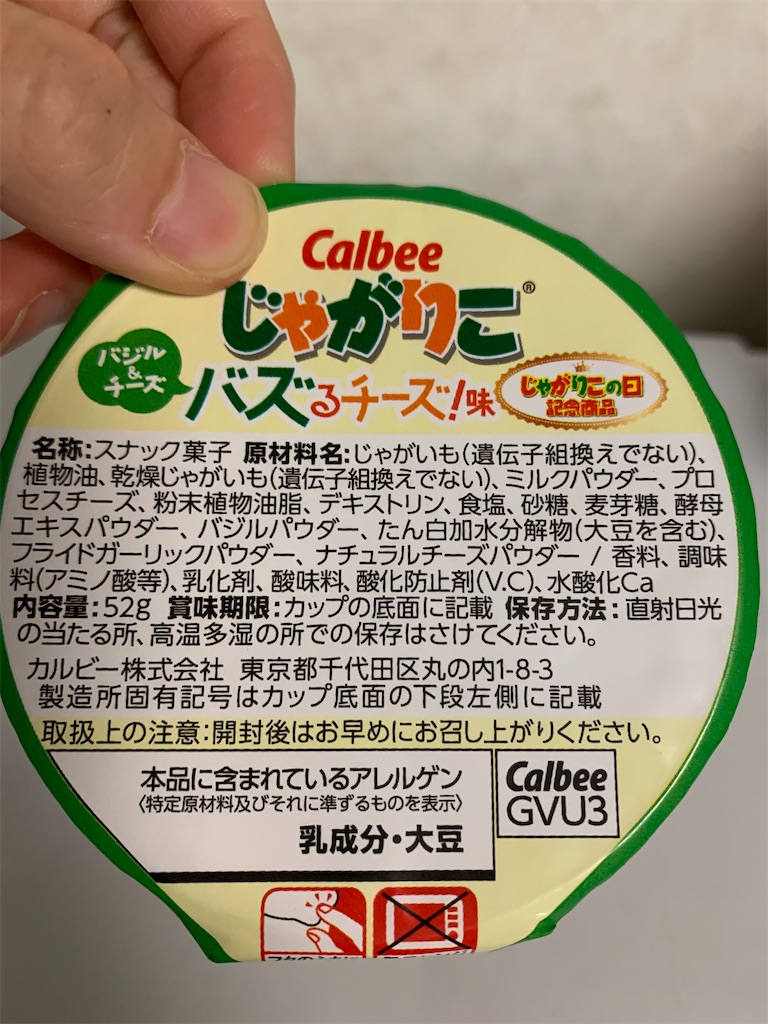 Calbee
じゃがりこ®
バジル
&
チーズ
バズるチーズ!味
じゃがりこの日
記念商品
名称:スナック菓子 原材料名:じゃがいも(遺伝子組換えでない)、
植物油、乾燥じゃがいも(遺伝子組換えでない)、ミルクパウダー、プロ
セスチーズ、粉末植物油脂、デキストリン、食塩、砂糖、麦芽糖、酵母
エキスパウダー、バジルパウダー、たん白加水分解物(大豆を含む)、
フライドガーリックパウダー、ナチュラルチーズパウダー / 香料、調味
料(アミノ酸等)、乳化剤、酸味料、酸化防止剤(V.C)、水酸化Ca
内容量:52g 賞味期限:カップの底面に記載 保存方法:直射日光
の当たる所、高温多湿の所での保存はさけてください。
カルビー株式会社 東京都千代田区丸の内1-8-3
製造所固有記号はカップ底面の下段左側に記載
取扱上の注意:開封後はお早めにお召し上がりください。
本品に含まれているアレルゲン
〈特定原材料及びそれに準ずるものを表示〉
乳成分・大豆
Calbee
GVU3